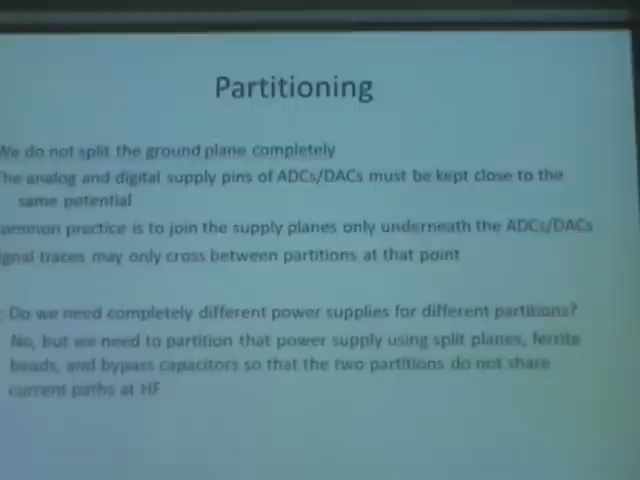 Partitioning
We do not split the ground plane completely
The analog and digital supply pins of ADCs/DACs must be kept close to the
same potential
ommon practice is to join the supply planes only underneath the ADCs/DACs
ignal traces may only cross between partitions at that point
: Do we need completely different power supplies for different partitions?
No, but we need to partition that power supply using split planes, ferrite
beads, and bypass capacitors so that the two partitions do not share
current paths at HF